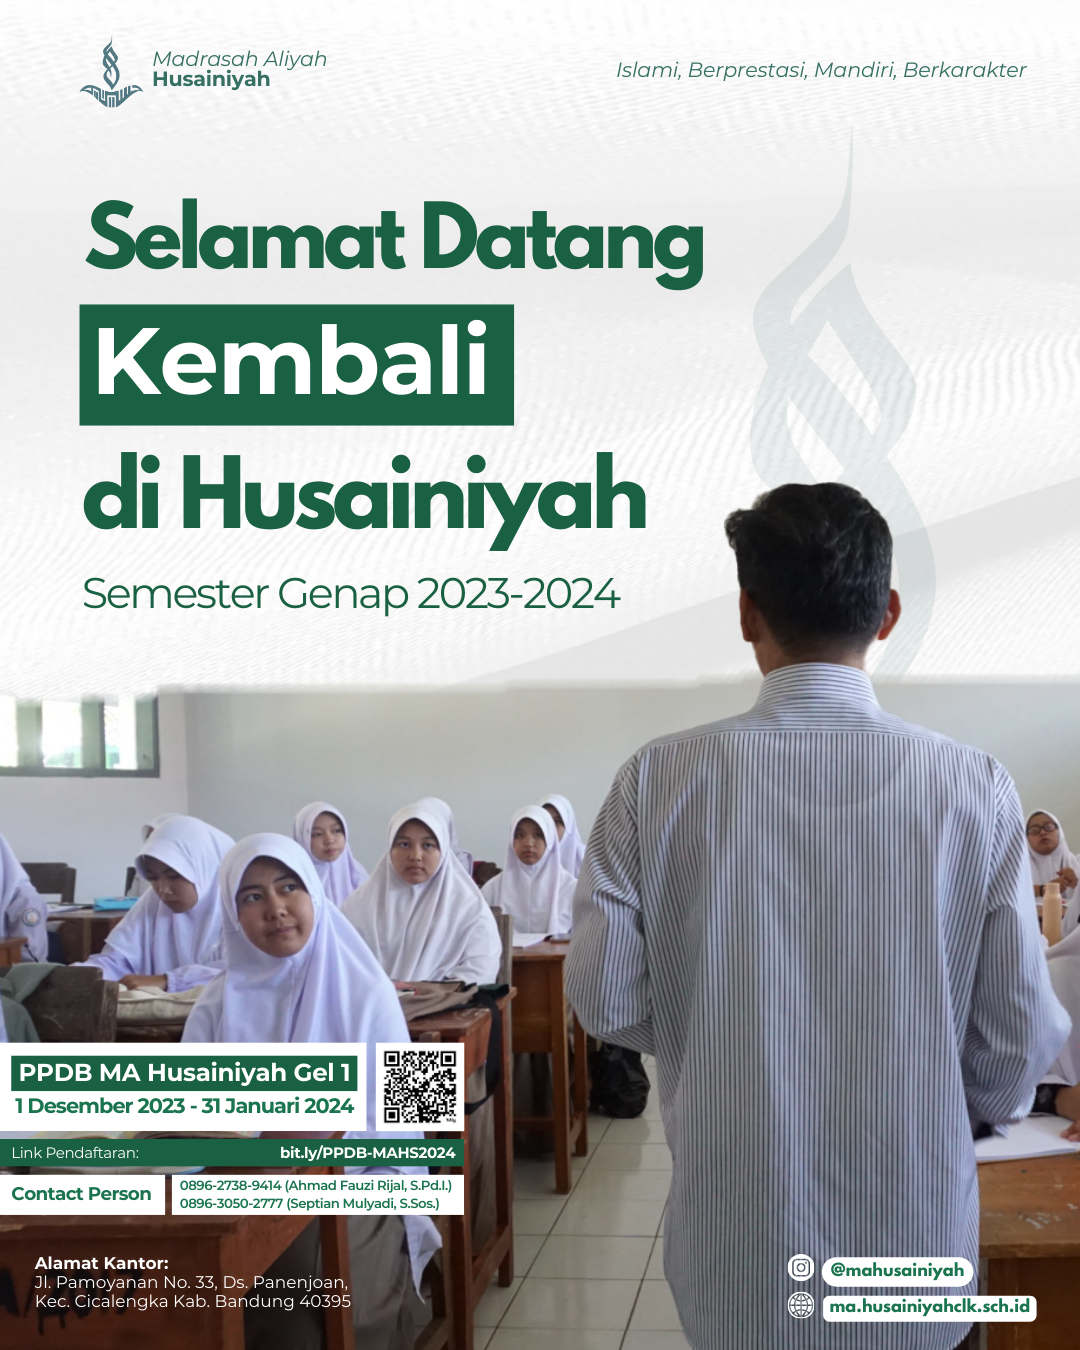 Madrasah Aliyah
Husainiyah
Islami, Berprestasi, Mandiri, Berkarakter
Selamat Datang
Kembali
di Husainiyah
Semester Genap 2023-2024
PPDB MA Husainiyah Gel 1
1 Desember 2023 - 31 Januari 2024
Link Pendaftaran: bit.ly/PPDB-MAHS2024
Contact Person
0896-2738-9414 (Ahmad Fauzi Rijal, S.Pd.I.)
0896-3050-2777 (Septian Mulyadi, S.Sos.)
Alamat Kantor:
Jl. Pamoyanan No. 33, Ds. Panenjoan,
Kec. Cicalengka Kab. Bandung 40395
@mahusainiyah
ma.husainiyahclk.sch.id